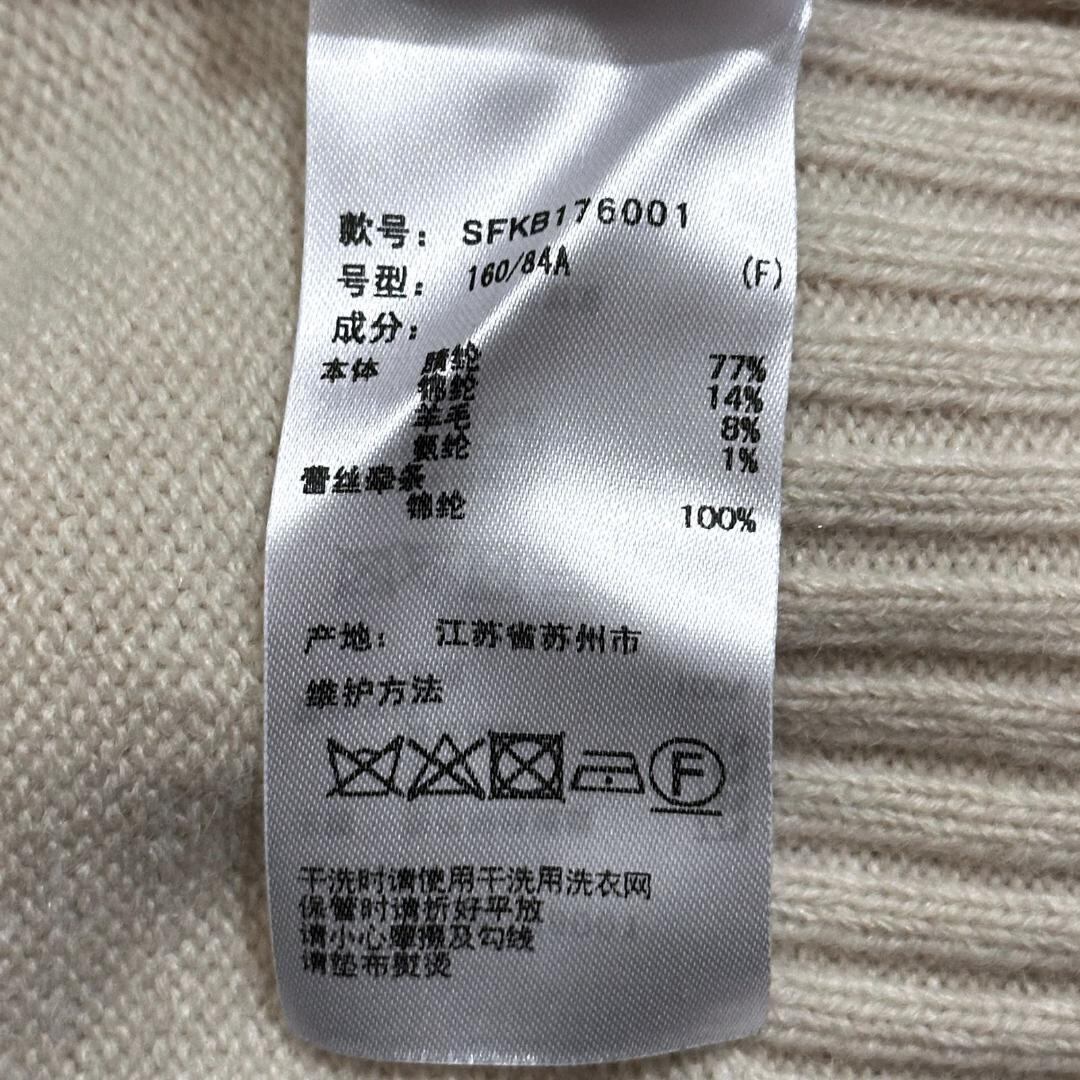 款号: SFKB176001
号型: 160/84A (F)
成分:
本体 腈纶 77%
锦纶 14%
羊毛 8%
氨纶 1%
蕾丝牵条
锦纶 100%
产地: 江苏省苏州市
维护方法
F
干洗时请使用干洗用洗衣网
保管时请折好平放
请小心摩擦及勾线
请垫布熨烫